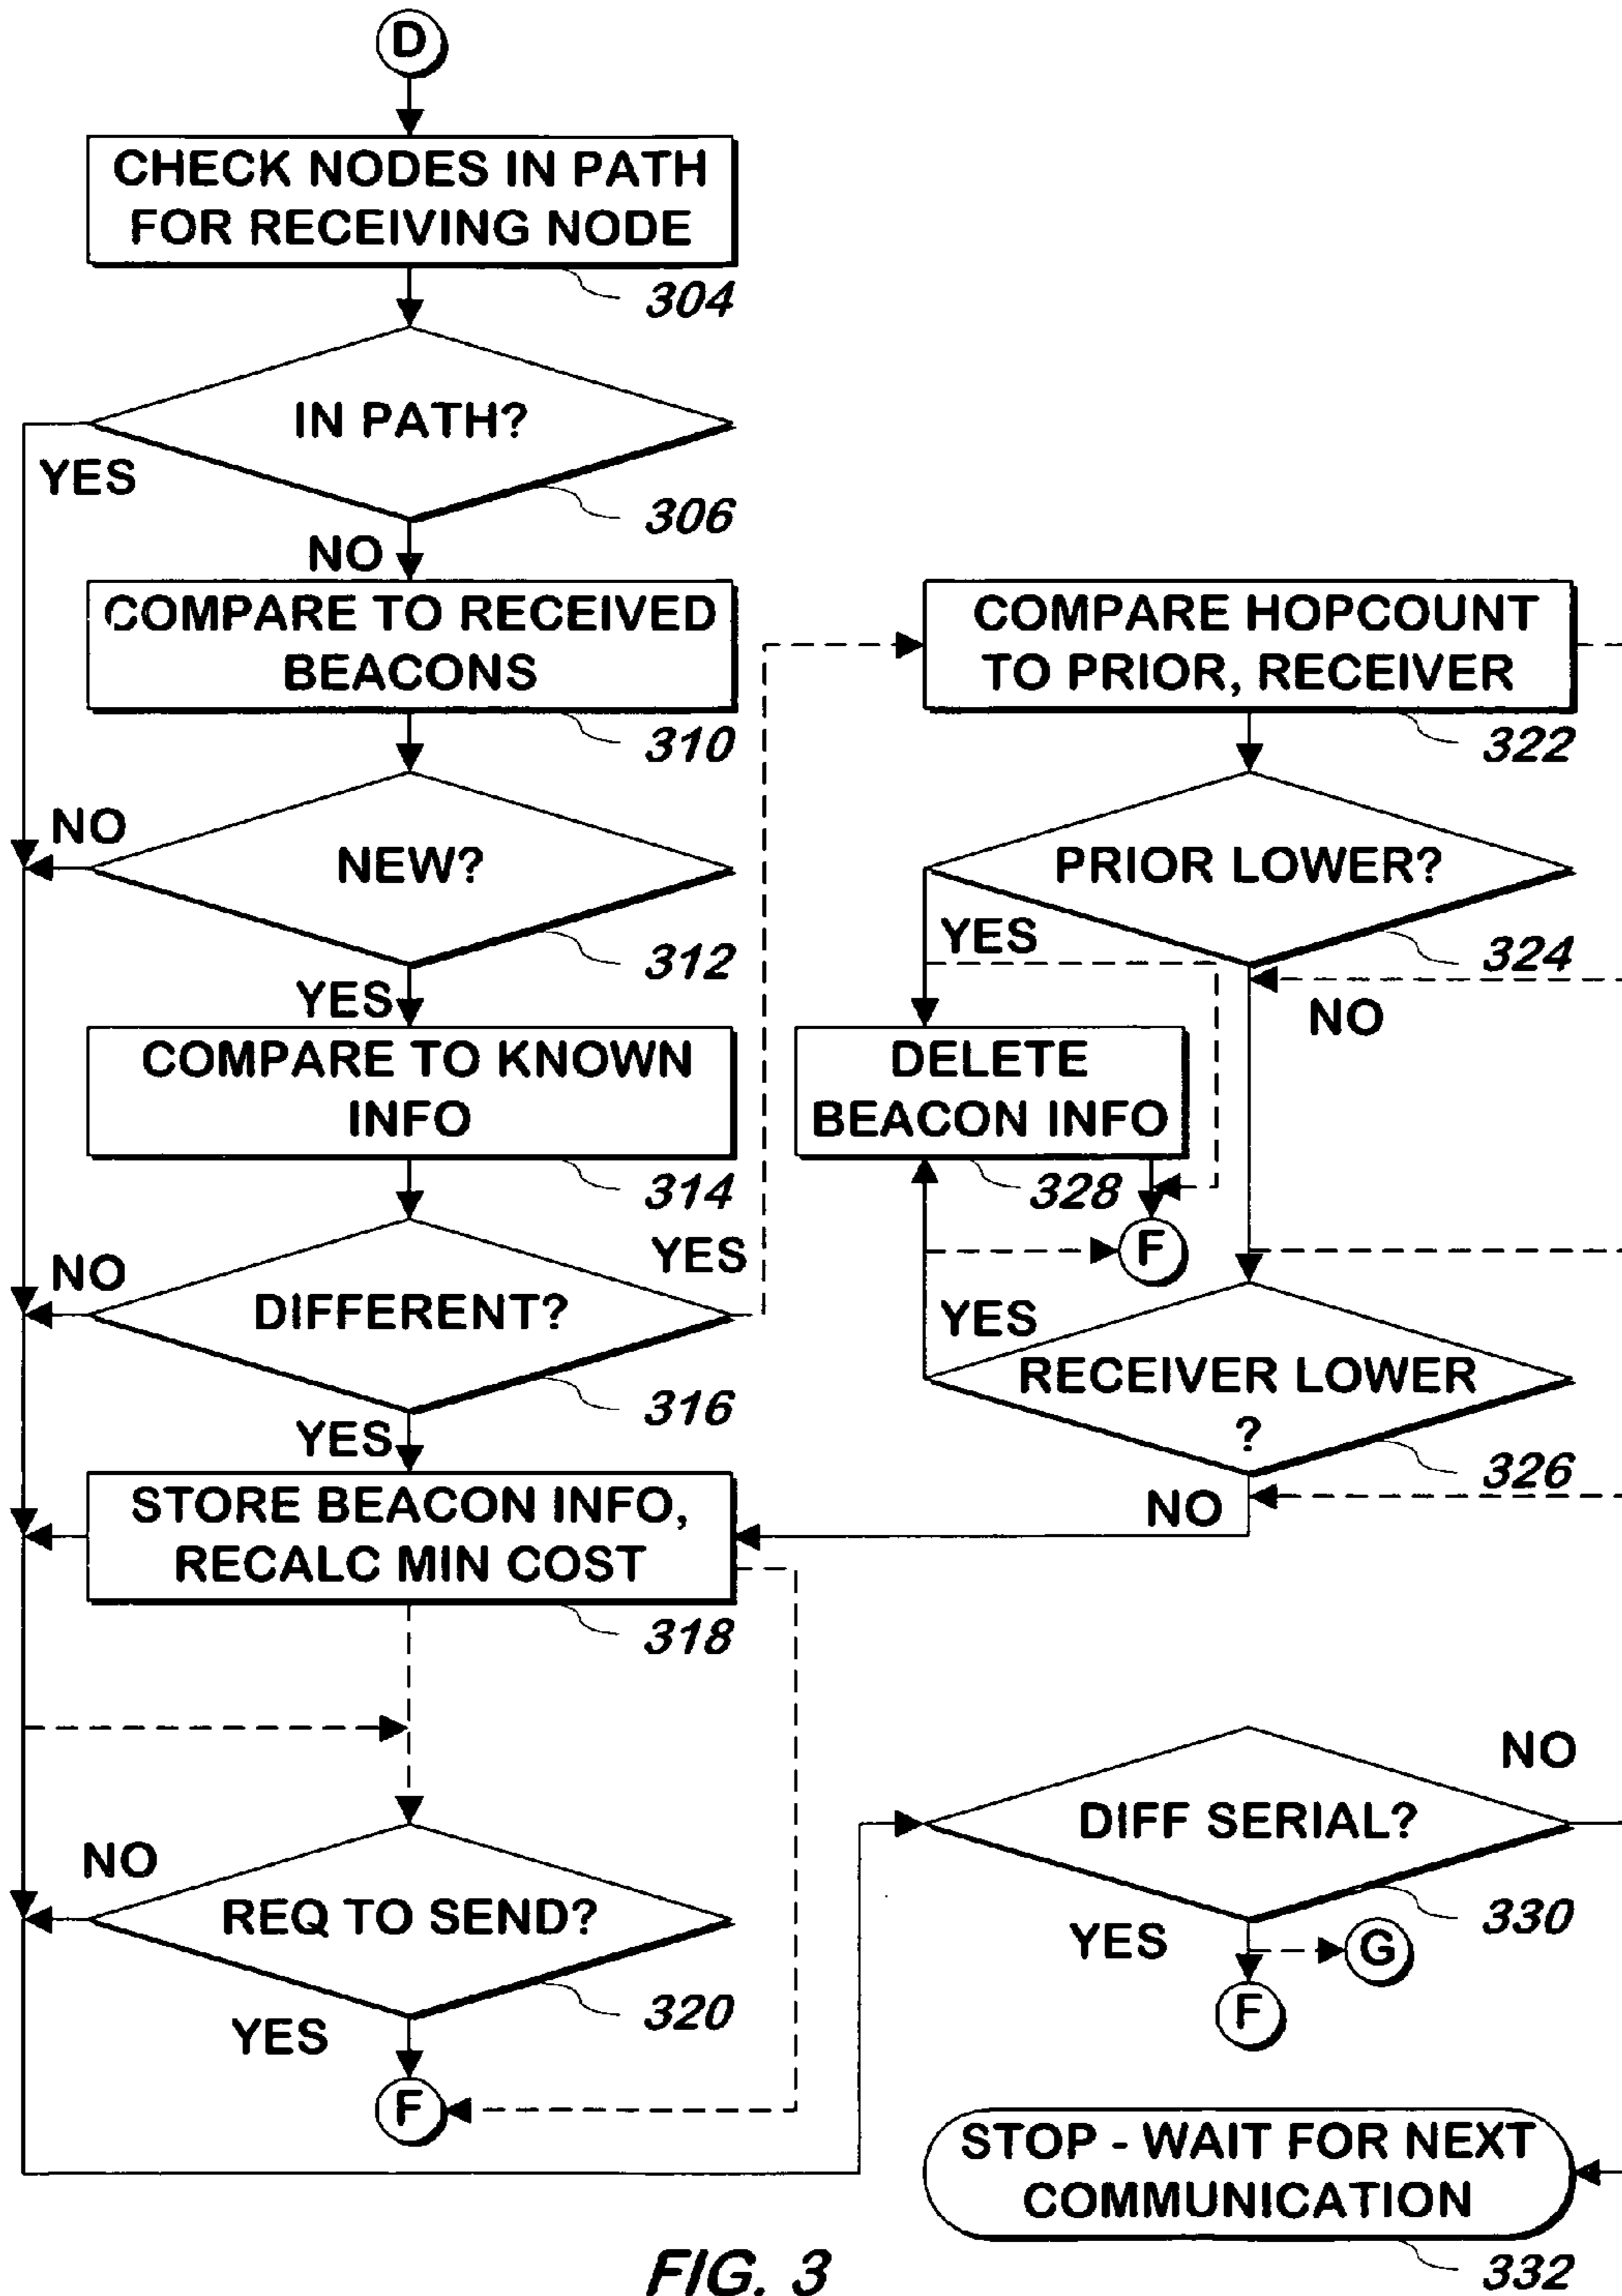 D
CHECK NODES IN PATH
FOR RECEIVING NODE
304
IN PATH?
YES
306
NO
COMPARE TO RECEIVED
BEACONS
310
NO
NEW?
312
YES
COMPARE TO KNOWN
INFO
314
NO
YES
DIFFERENT?
316
YES
STORE BEACON INFO,
RECALC MIN COST
318
NO
REQ TO SEND?
320
YES
F
COMPARE HOPCOUNT
TO PRIOR, RECEIVER
322
PRIOR LOWER?
YES
324
NO
DELETE
BEACON INFO
328
F
YES
RECEIVER LOWER
?
326
NO
NO
DIFF SERIAL?
330
YES
G
F
STOP - WAIT FOR NEXT
COMMUNICATION
332
FIG. 3